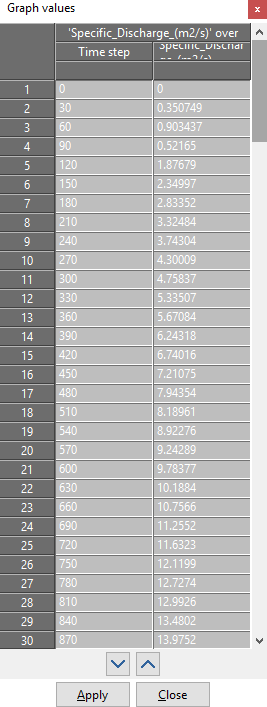 Graph values
x
'Specific_Discharge_(m2/s)' over
Time step Specific_Dischar
ge_(m2/s)
1 0 0
2 30 0.350749
3 60 0.903437
4 90 0.52165
5 120 1.87679
6 150 2.34997
7 180 2.83352
8 210 3.32484
9 240 3.74304
10 270 4.30009
11 300 4.75837
12 330 5.33507
13 360 5.67084
14 390 6.24318
15 420 6.74016
16 450 7.21075
17 480 7.94354
18 510 8.18961
19 540 8.92276
20 570 9.24289
21 600 9.78377
22 630 10.1884
23 660 10.7566
24 690 11.2552
25 720 11.6323
26 750 12.1199
27 780 12.7274
28 810 12.9926
29 840 13.4802
30 870 13.9752
Apply Close